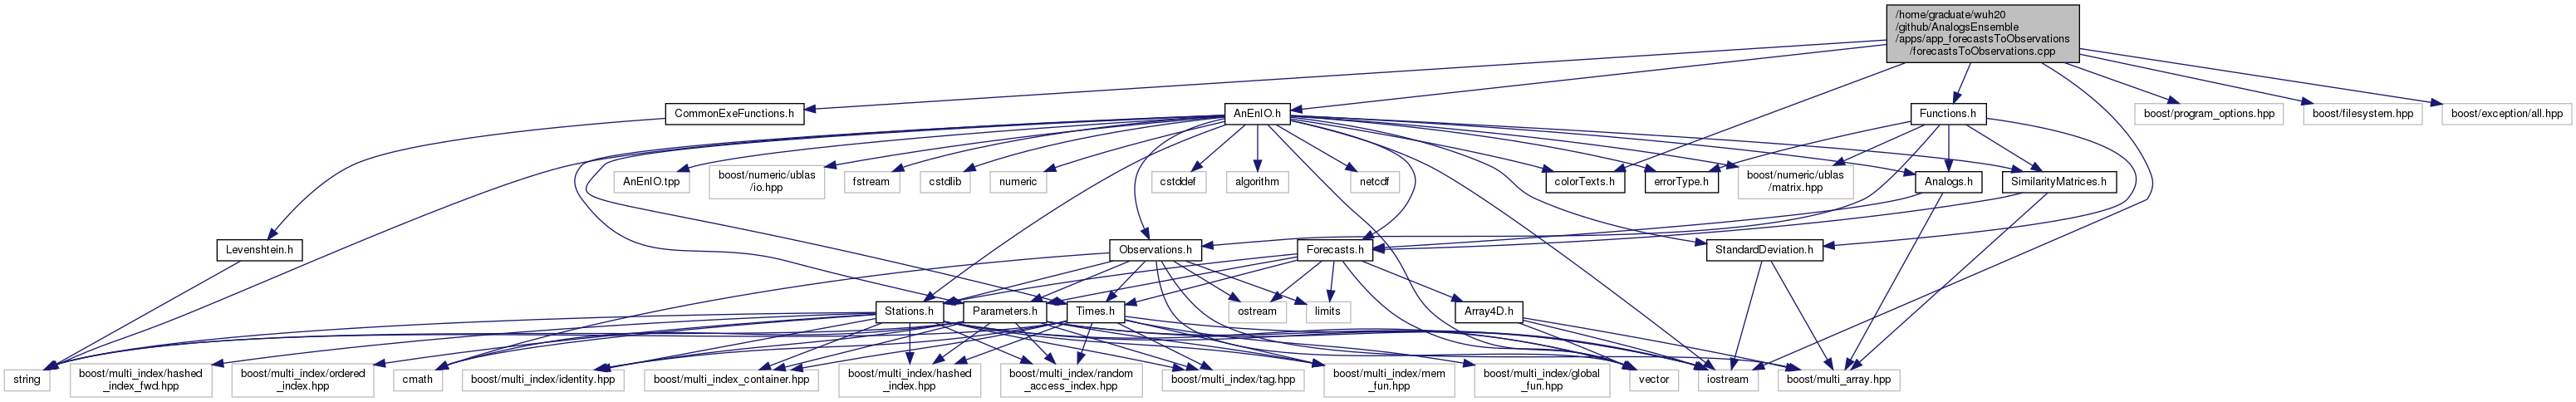 /home/graduate/wuh20
/github/AnalogsEnsemble
/apps/app_forecastsToObservations
/forecastsToObservations.cpp
CommonExeFunctions.h
AnEnIO.h
Functions.h
boost/program_options.hpp
boost/filesystem.hpp
boost/exception/all.hpp
AnEnIO.tpp
boost/numeric/ublas
/io.hpp
fstream
cstdlib
numeric
cstddef
algorithm
netcdf
colorTexts.h
errorType.h
boost/numeric/ublas
/matrix.hpp
Analogs.h
SimilarityMatrices.h
Levenshtein.h
Observations.h
Forecasts.h
StandardDeviation.h
Stations.h
Parameters.h
Times.h
ostream
limits
Array4D.h
string
boost/multi_index/hashed
_index_fwd.hpp
boost/multi_index/ordered
_index.hpp
cmath
boost/multi_index/identity.hpp
boost/multi_index_container.hpp
boost/multi_index/hashed
_index.hpp
boost/multi_index/random
_access_index.hpp
boost/multi_index/tag.hpp
boost/multi_index/mem
_fun.hpp
boost/multi_index/global
_fun.hpp
vector
iostream
boost/multi_array.hpp